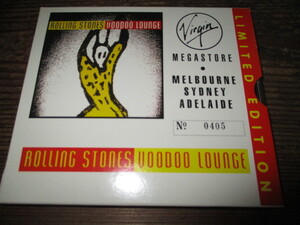 ROLLING STONES VOODOO LOUNGE
Virgin
MEGASTORE
•
MELBOURNE
SYDNEY
ADELAIDE
Nº 0405
LIMITED EDITION
ROLLING STONES VOODOO LOUNGE